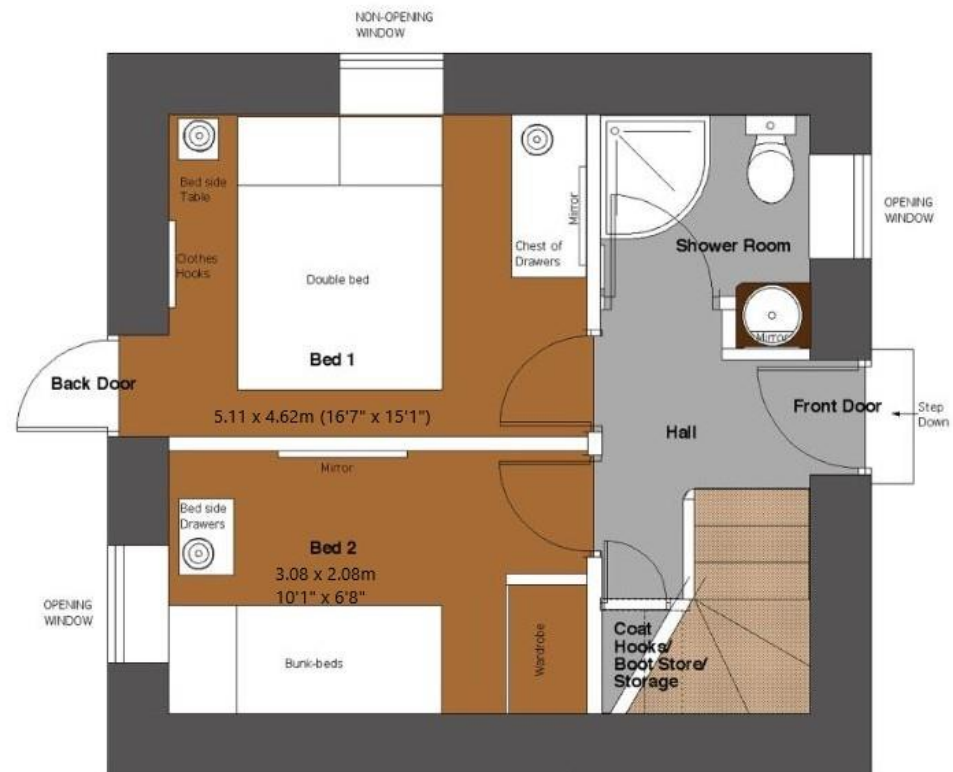 NON-OPENING
WINDOW
Bed side
Table
Clothes
Hooks
Double bed
Chest of
Drawers
Mirror
Shower Room
OPENING
WINDOW
Mirror
Bed 1
5.11 x 4.62m (16'7" x 15'1")
Back Door
Hall
Front Door
Step
Down
Mirror
Bed side
Drawers
Bed 2
3.08 x 2.08m
10'1" x 6'8"
OPENING
WINDOW
Bunk-beds
Wardrobe
Coat
Hooks/
Boot Store/
Storage